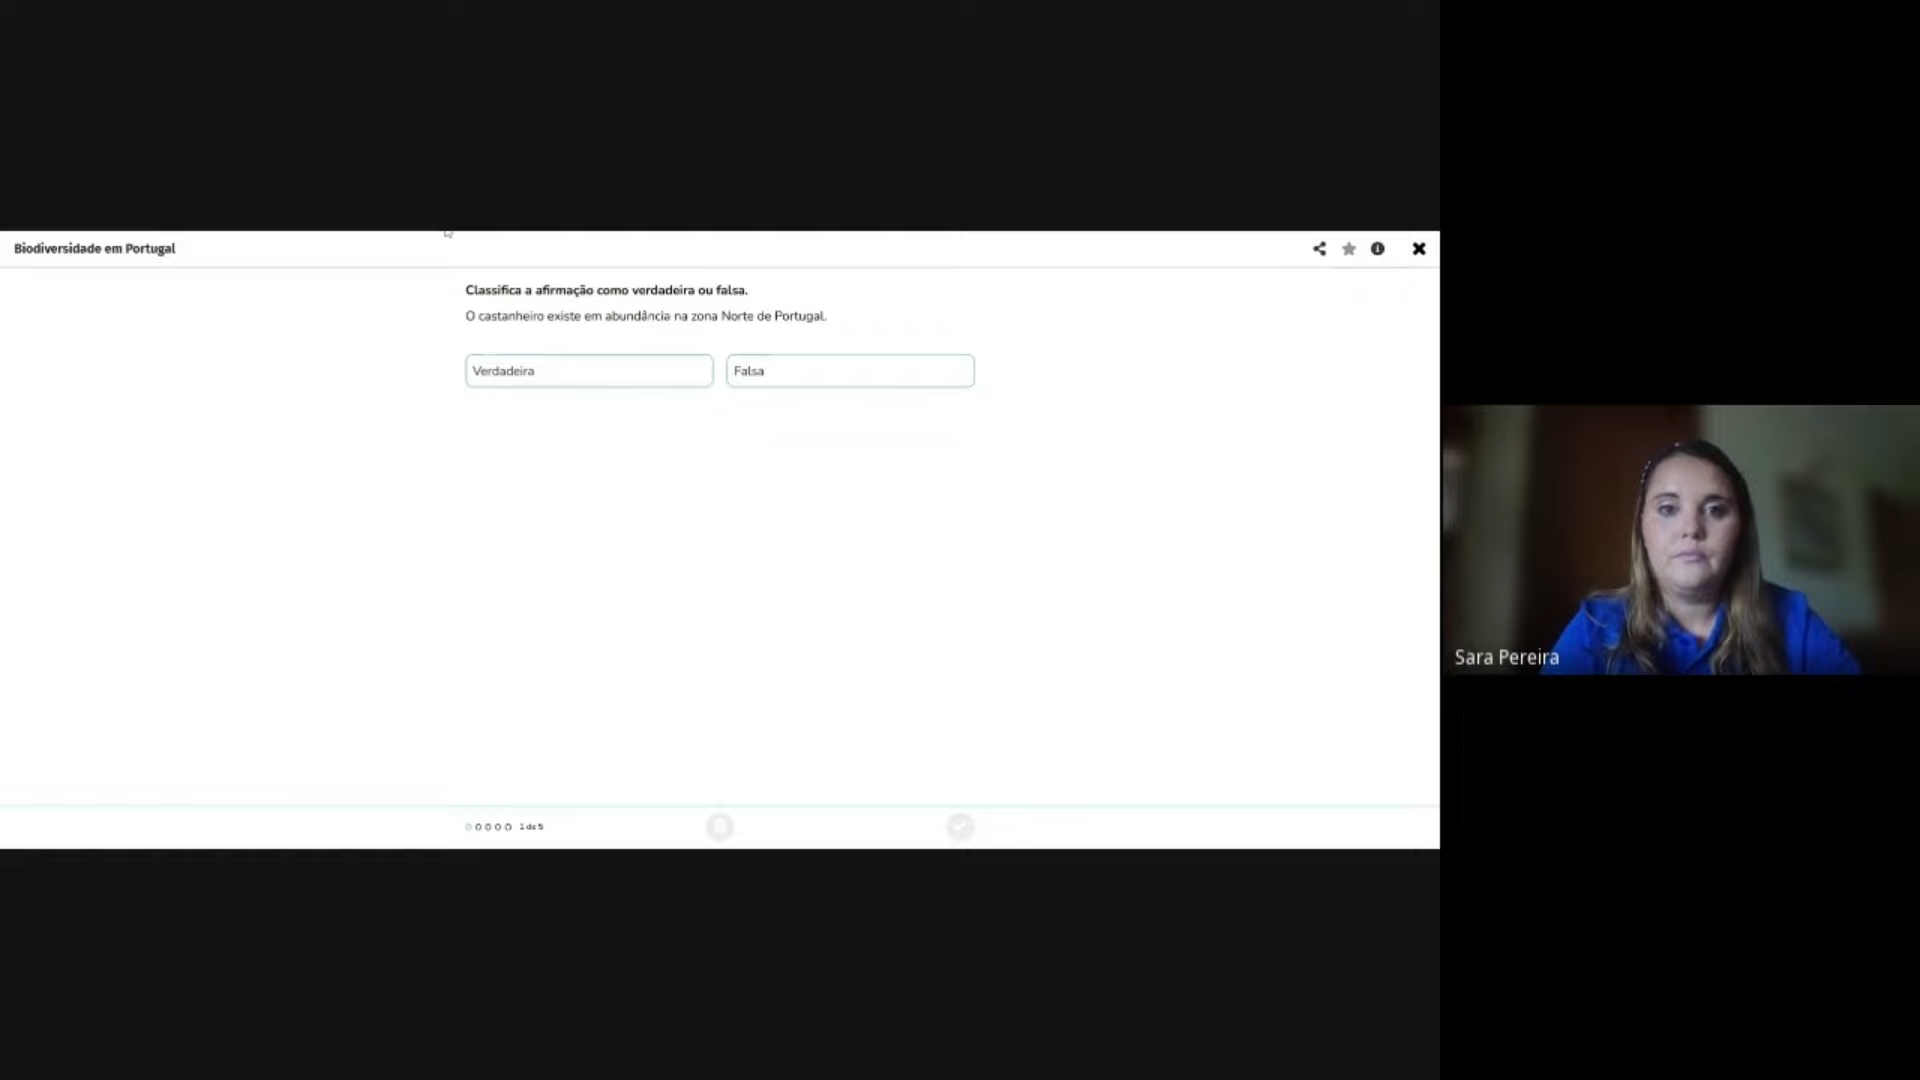 Biodiversidade em Portugal
Classifica a afirmação como verdadeira ou falsa.
O castanheiro existe em abundância na zona Norte de Portugal.
Verdadeira
Falsa
1 de 5
Sara Pereira